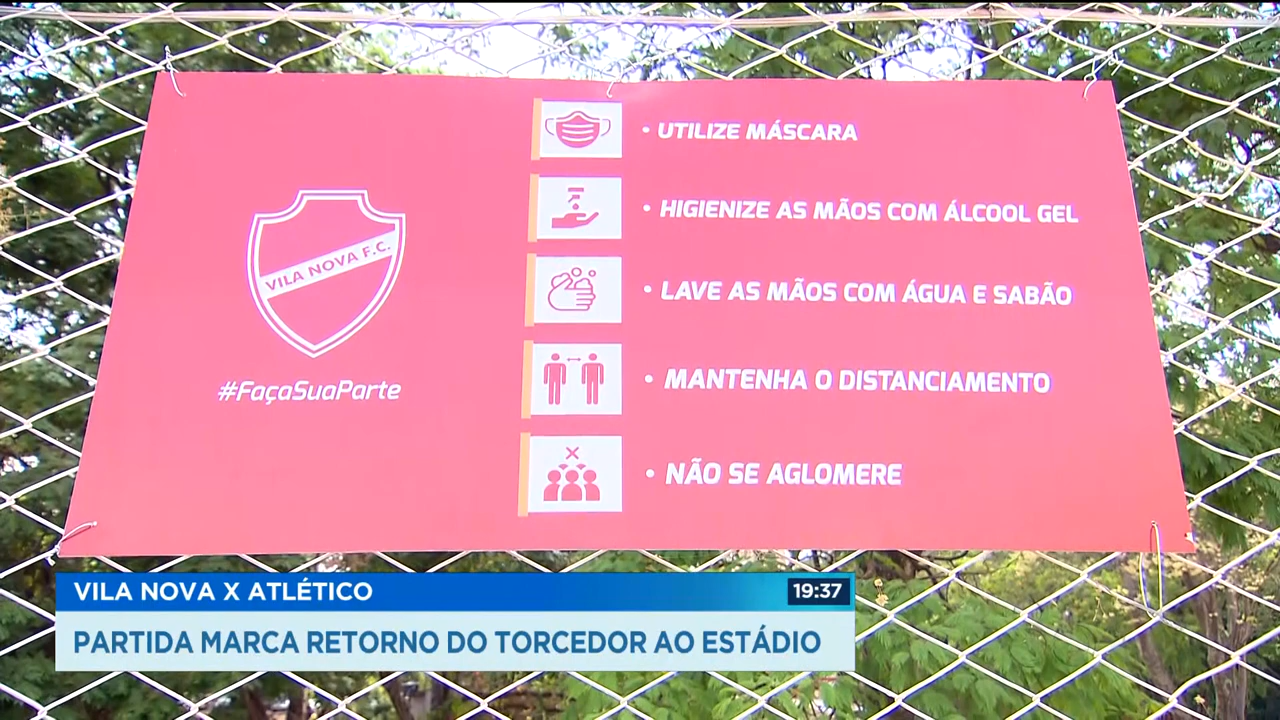 • UTILIZE MÁSCARA
• HIGIENIZE AS MÃOS COM ÁLCOOL GEL
• LAVE AS MÃOS COM ÁGUA E SABÃO
• MANTENHA O DISTANCIAMENTO
• NÃO SE AGLOMERE
VILA NOVA F.C.
#FaçaSuaParte
VILA NOVA X ATLÉTICO
19:37
PARTIDA MARCA RETORNO DO TORCEDOR AO ESTÁDIO